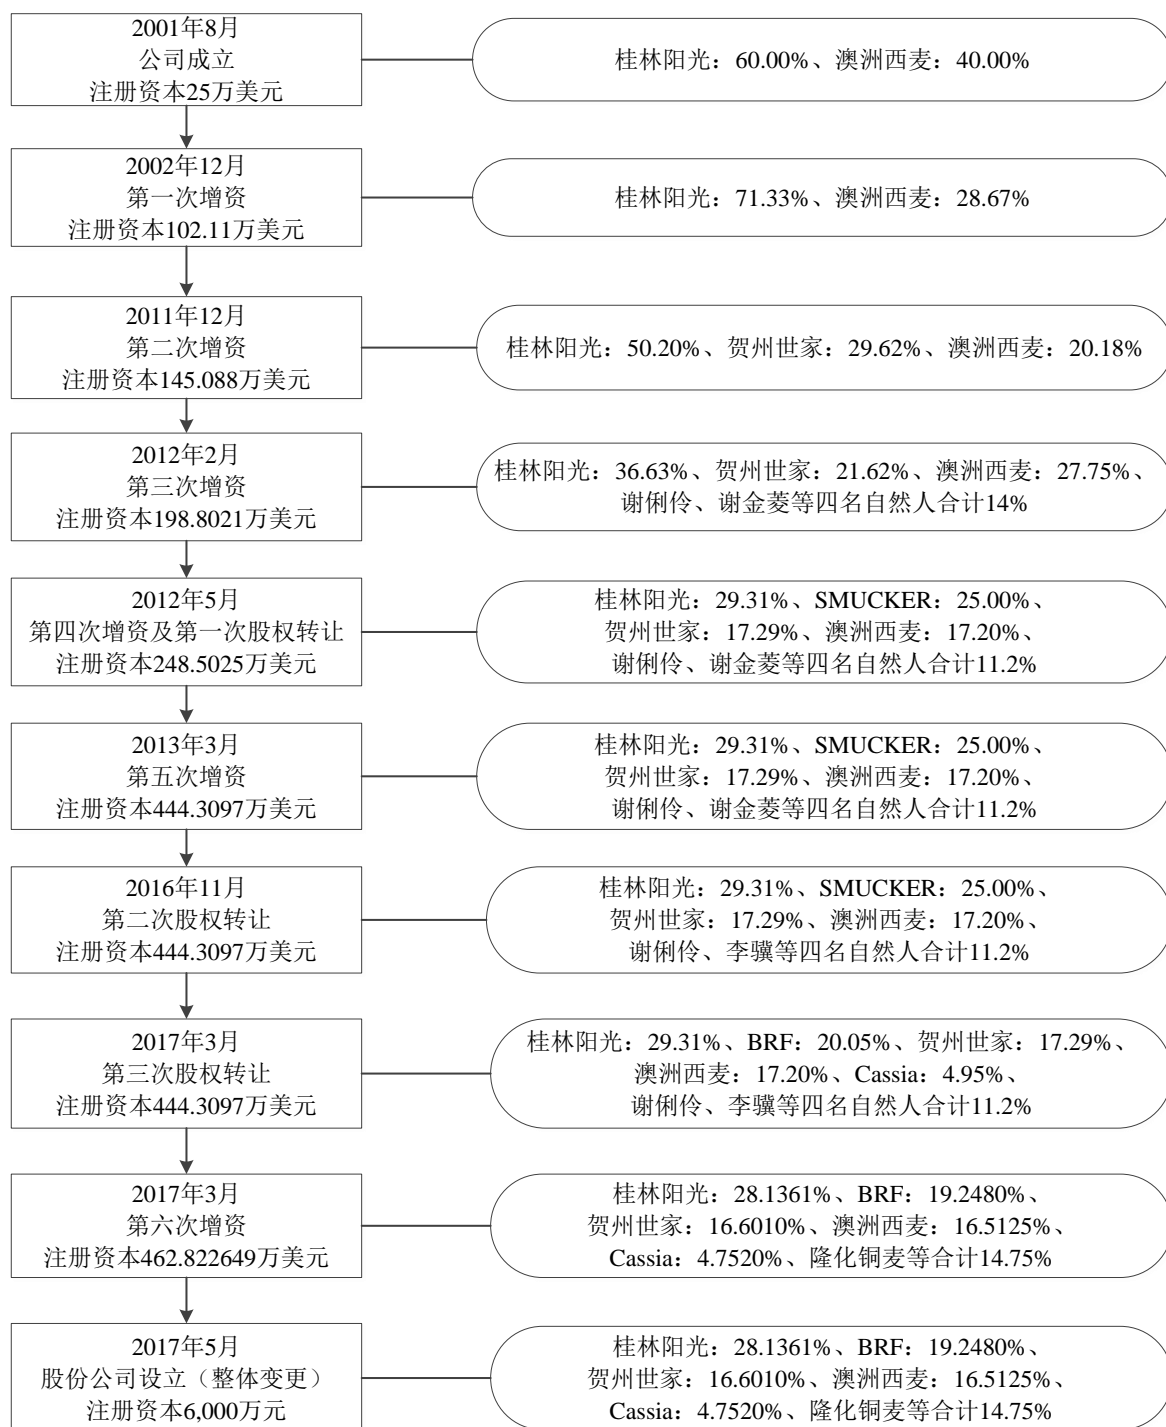 2001年8月
公司成立
注册资本25万美元
桂林阳光：60.00%、澳洲西麦：40.00%
2002年12月
第一次增资
注册资本102.11万美元
桂林阳光：71.33%、澳洲西麦：28.67%
2011年12月
第二次增资
注册资本145.088万美元
桂林阳光：50.20%、贺州世家：29.62%、澳洲西麦：20.18%
2012年2月
第三次增资
注册资本198.8021万美元
桂林阳光：36.63%、贺州世家：21.62%、澳洲西麦：27.75%、
谢俐伶、谢金菱等四名自然人合计14%
2012年5月
第四次增资及第一次股权转让
注册资本248.5025万美元
桂林阳光：29.31%、SMUCKER：25.00%、
贺州世家：17.29%、澳洲西麦：17.20%、
谢俐伶、谢金菱等四名自然人合计11.2%
2013年3月
第五次增资
注册资本444.3097万美元
桂林阳光：29.31%、SMUCKER：25.00%、
贺州世家：17.29%、澳洲西麦：17.20%、
谢俐伶、谢金菱等四名自然人合计11.2%
2016年11月
第二次股权转让
注册资本444.3097万美元
桂林阳光：29.31%、SMUCKER：25.00%、
贺州世家：17.29%、澳洲西麦：17.20%、
谢俐伶、李骥等四名自然人合计11.2%
2017年3月
第三次股权转让
注册资本444.3097万美元
桂林阳光：29.31%、BRF：20.05%、贺州世家：17.29%、
澳洲西麦：17.20%、Cassia：4.95%、
谢俐伶、李骥等四名自然人合计11.2%
2017年3月
第六次增资
注册资本462.822649万美元
桂林阳光：28.1361%、BRF：19.2480%、
贺州世家：16.6010%、澳洲西麦：16.5125%、
Cassia：4.7520%、隆化铜麦等合计14.75%
2017年5月
股份公司设立（整体变更）
注册资本6,000万元
桂林阳光：28.1361%、BRF：19.2480%、
贺州世家：16.6010%、澳洲西麦：16.5125%、
Cassia：4.7520%、隆化铜麦等合计14.75%